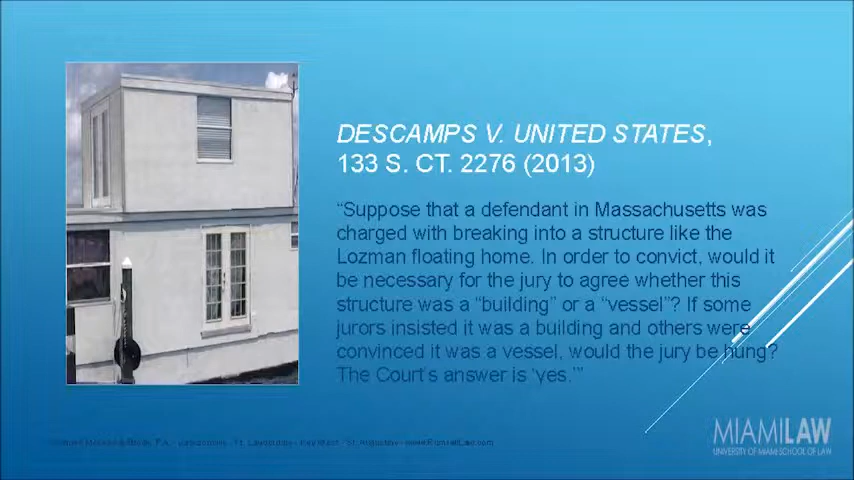 DESCAMPS V. UNITED STATES,
133 S. CT. 2276 (2013)
“Suppose that a defendant in Massachusetts was
charged with breaking into a structure like the
Lozman floating home. In order to convict, would it
be necessary for the jury to agree whether this
structure was a “building” or a “vessel”? If some
jurors insisted it was a building and others were
convinced it was a vessel, would the jury be hung?
The Court’s answer is ‘yes.’”
MIAMILAW
UNIVERSITY OF MIAMI SCHOOL OF LAW